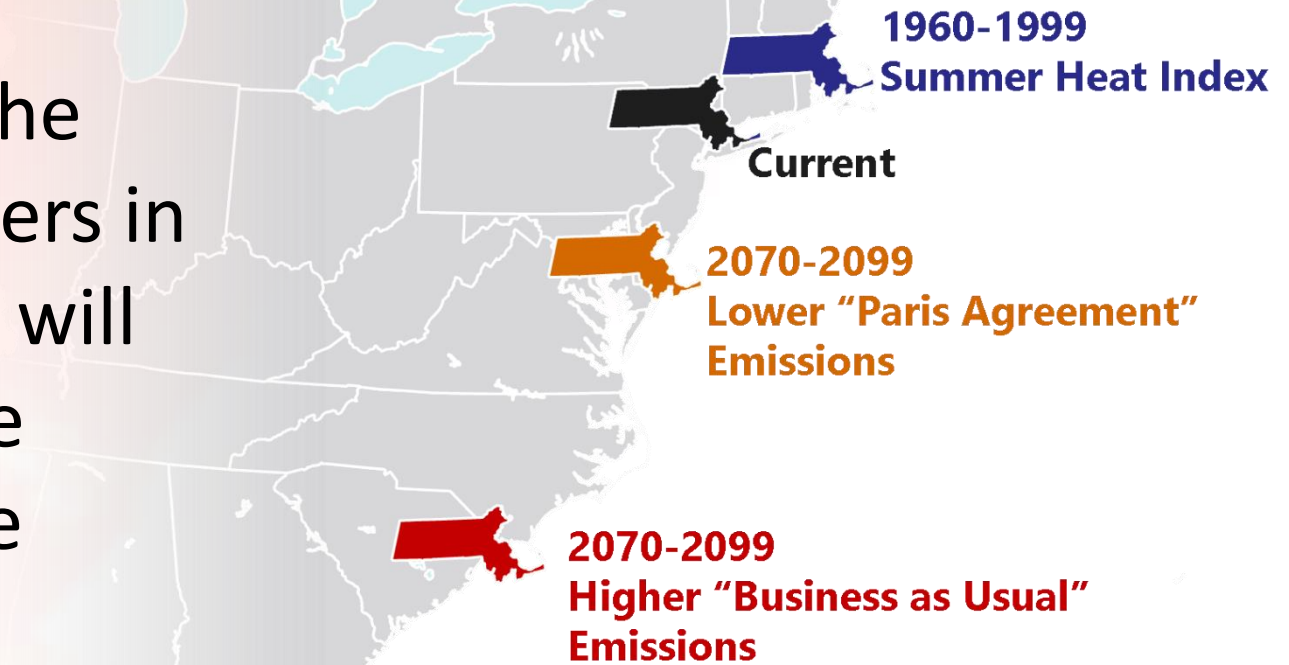 1960-1999
Summer Heat Index
Current
he
ers in
will
e
e
2070-2099
Lower “Paris Agreement”
Emissions
2070-2099
Higher “Business as Usual”
Emissions